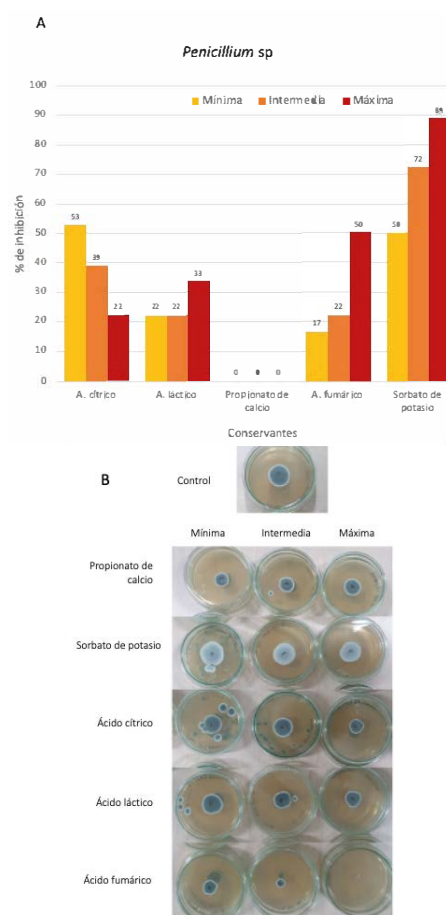 A
Penicillium sp
Mínima Intermedia Máxima
% de inhibición
100
90
80
70
60
50
40
30
20
10
0
53 39 22
22 22 33
0 0 0
17 22 50
50 72 89
A. cítrico A. láctico Propionato de calcio A. fumárico Sorbato de potasio
Conservantes
B
Control
Mínima Intermedia Máxima
Propionato de
calcio
Sorbato de potasio
Ácido cítrico
Ácido láctico
Ácido fumárico